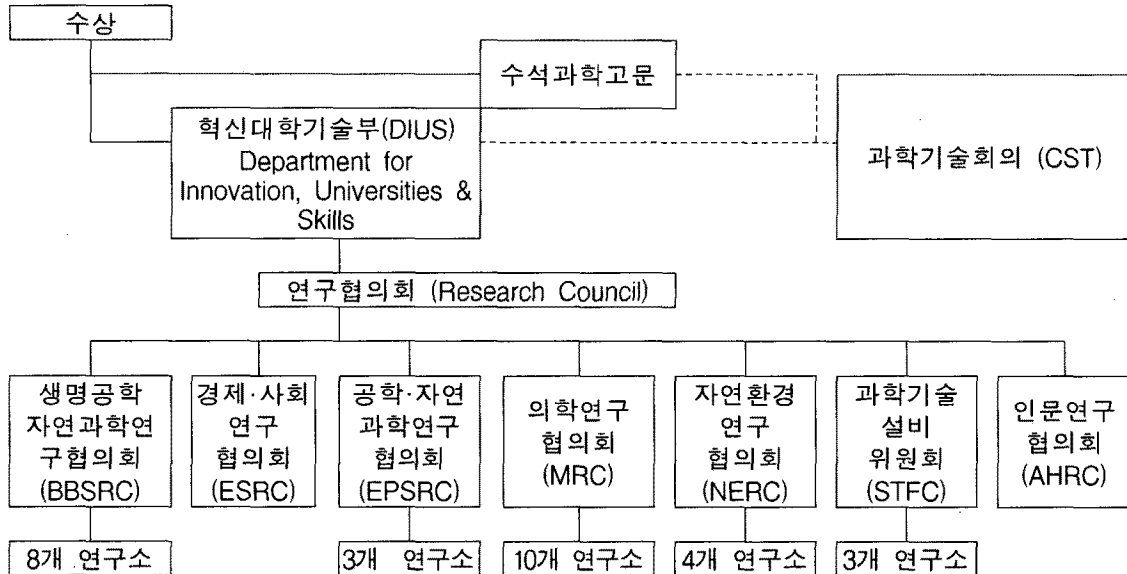 수상
수석과학고문
혁신대학기술부(DIUS)
Department for
Innovation, Universities &
Skills
과학기술회의 (CST)
연구협의회 (Research Council)
생명공학
자연과학연
구협의회
(BBSRC)
경제·사회
연구
협의회
(ESRC)
공학·자연
과학연구
협의회
(EPSRC)
의학연구
협의회
(MRC)
자연환경
연구
협의회
(NERC)
과학기술
설비
위원회
(STFC)
인문연구
협의회
(AHRC)
8개 연구소
3개 연구소
10개 연구소
4개 연구소
3개 연구소